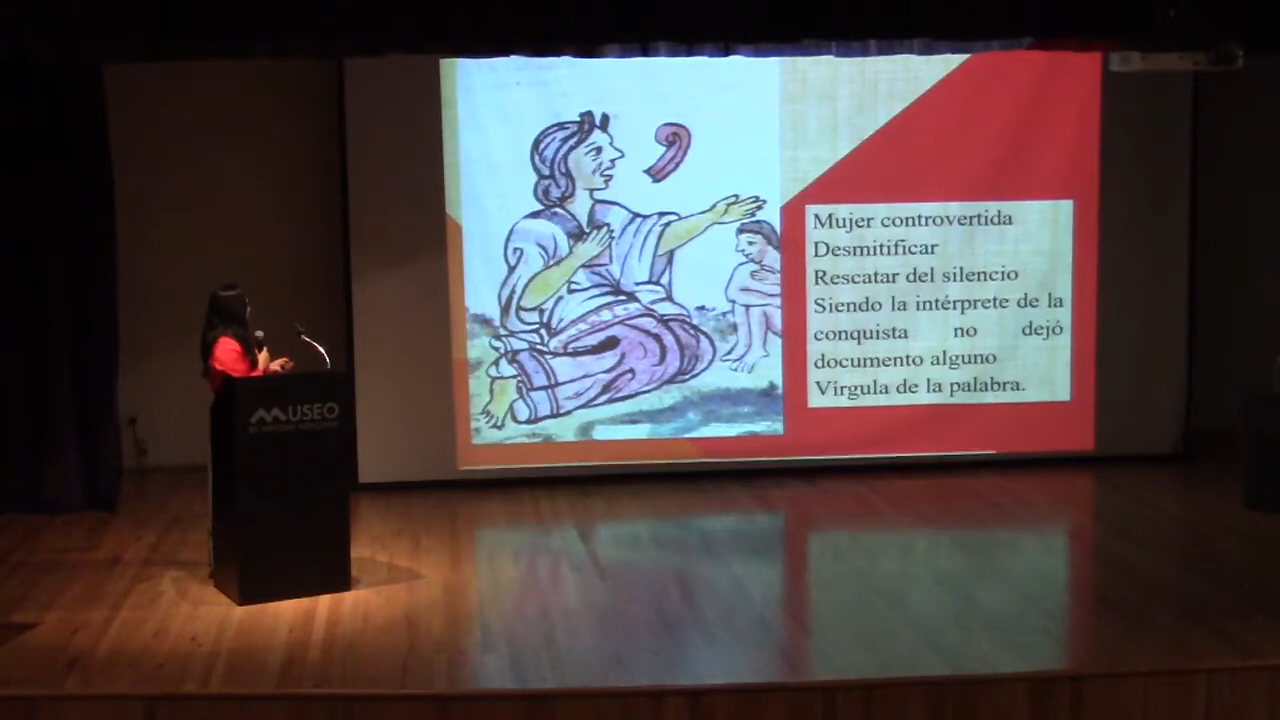 Mujer controvertida
Desmitificar
Rescatar del silencio
Siendo la intérprete de la
conquista no dejó
documento alguno
Vírgula de la palabra.
MUSEO